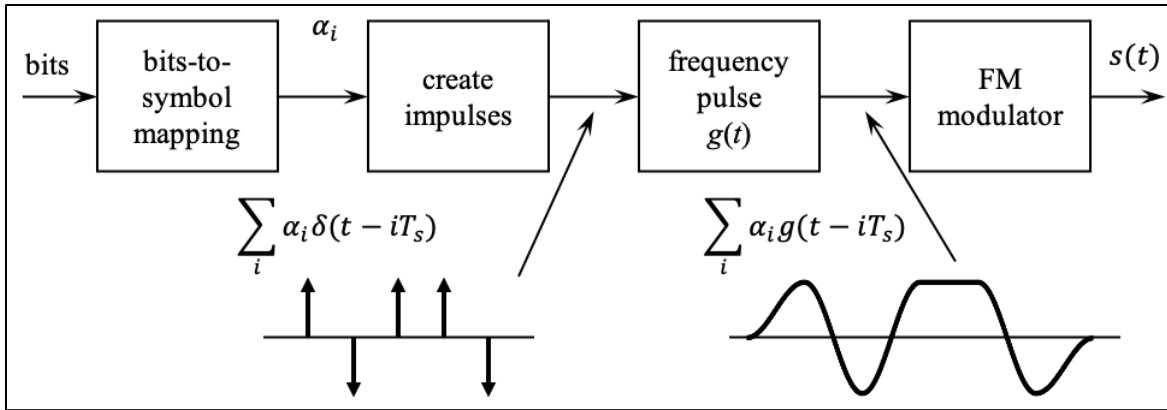 bits
bits-to-
symbol
mapping
α_i
create
impulses
frequency
pulse
g(t)
FM
modulator
s(t)
∑_i α_i δ(t − iT_s)
∑_i α_i g(t − iT_s)